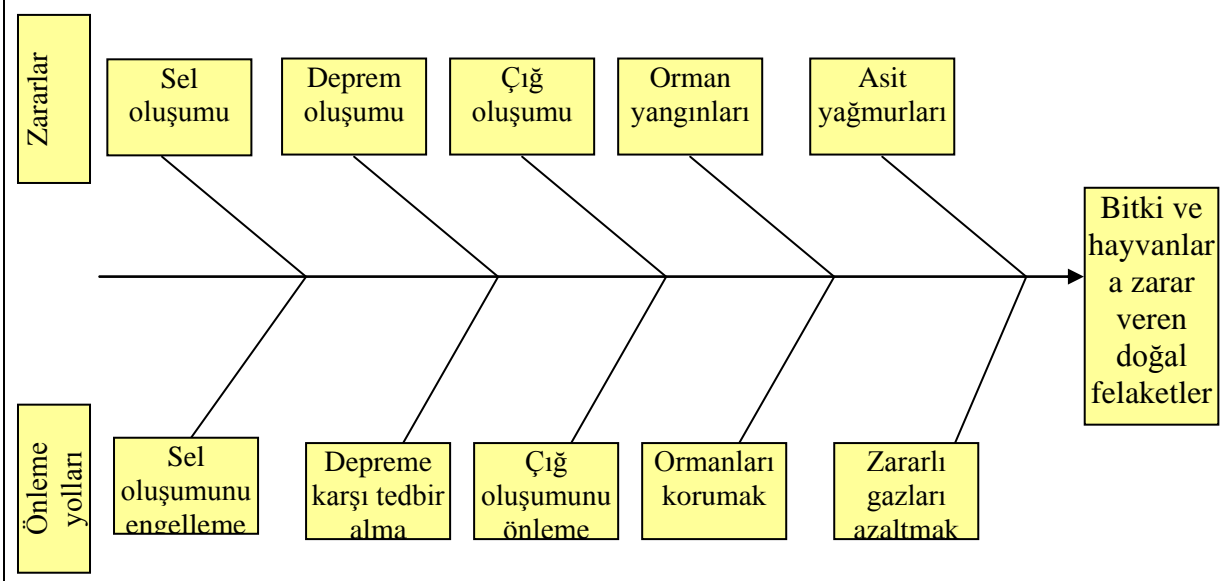 Zararlar
Sel
oluşumu
Deprem
oluşumu
Çığ
oluşumu
Orman
yangınları
Asit
yağmurları
Bitki ve
hayvanlar
a zarar
veren
doğal
felaketler
Önleme
yolları
Sel
oluşumunu
engelleme
Depreme
karşı tedbir
alma
Çığ
oluşumunu
önleme
Ormanları
korumak
Zararlı
gazları
azaltmak